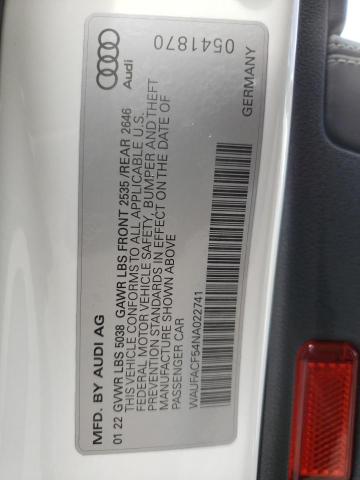 MFD. BY AUDI AG
01 22 GVWR LBS 5038 GAWR LBS FRONT 2535 /REAR 2646
THIS VEHICLE CONFORMS TO ALL APPLICABLE U.S.
FEDERAL MOTOR VEHICLE SAFETY, BUMPER AND THEFT
PREVENTION STANDARDS IN EFFECT ON THE DATE OF
MANUFACTURE SHOWN ABOVE
PASSENGER CAR
WAUFACF54NA022741
Audi
0541870
GERMANY